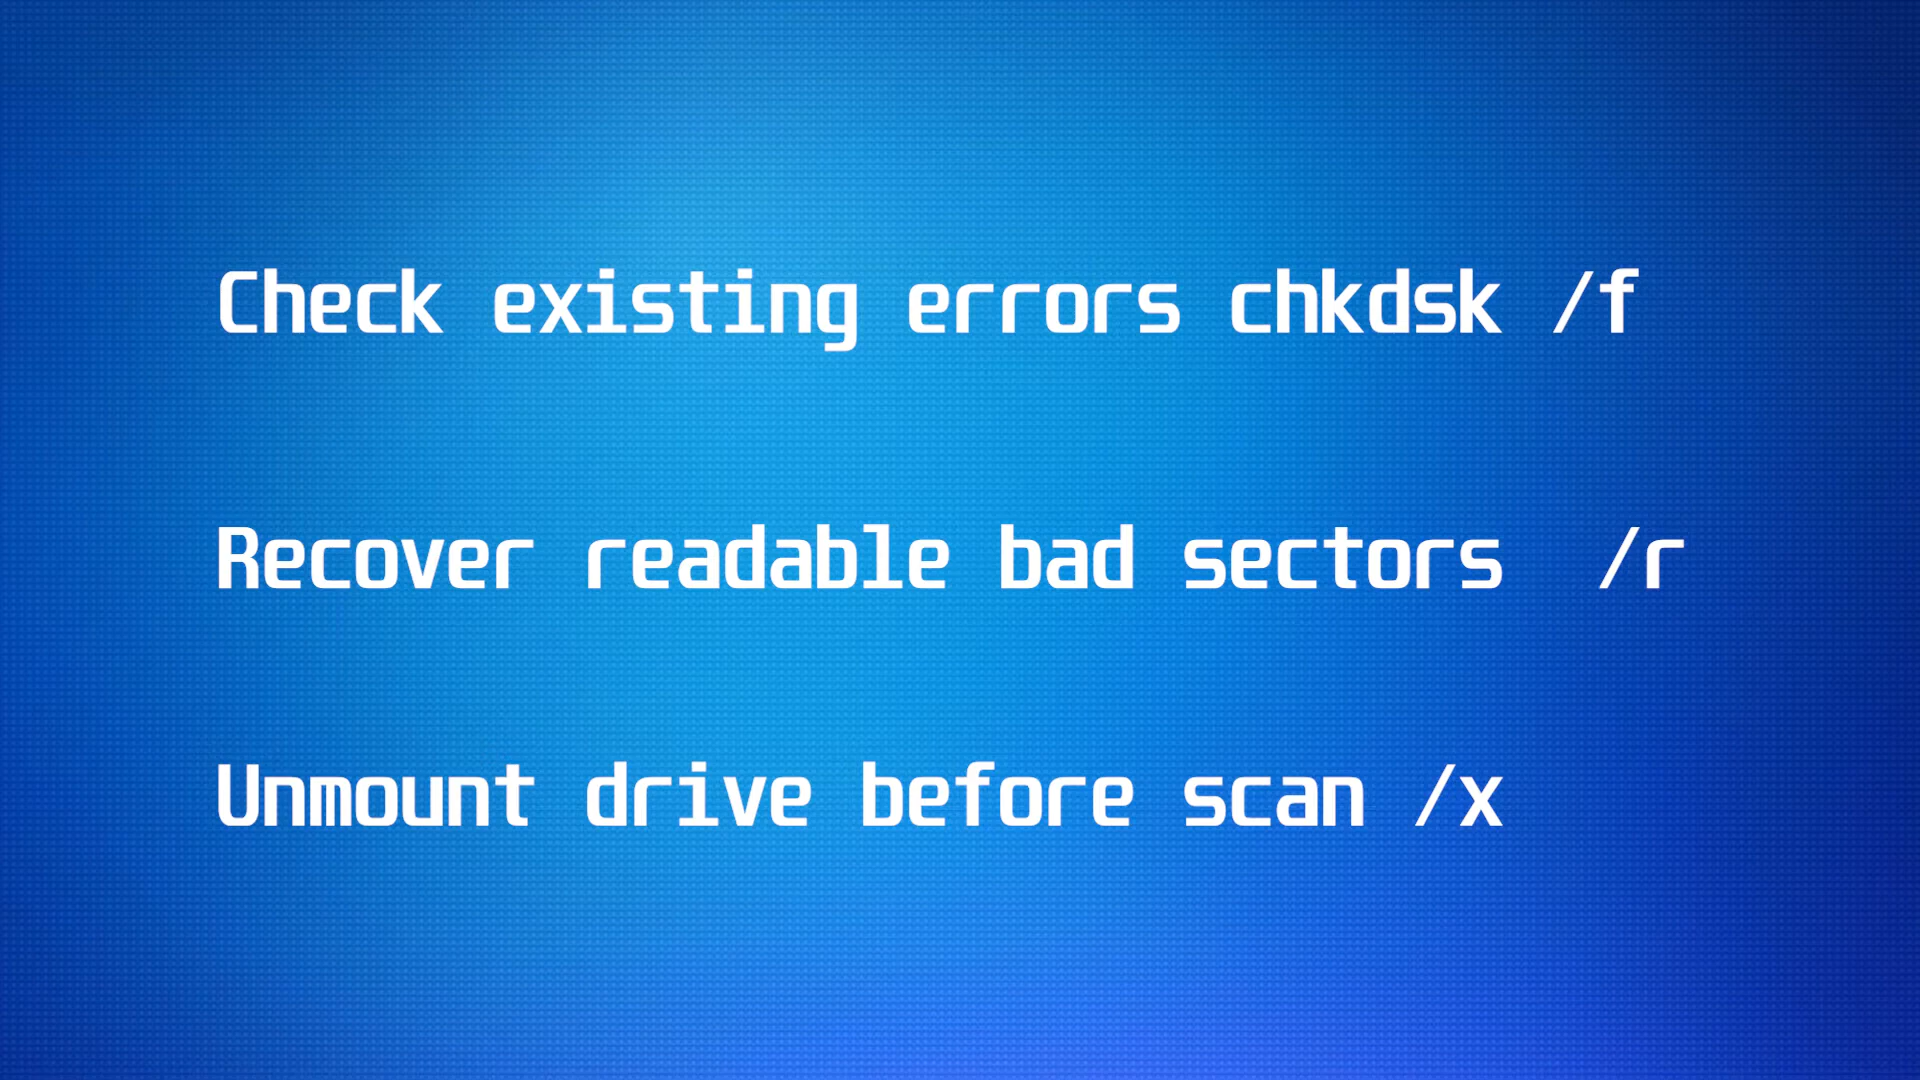 Check existing errors chkdsk /f
Recover readable bad sectors  /r
Unmount drive before scan /x